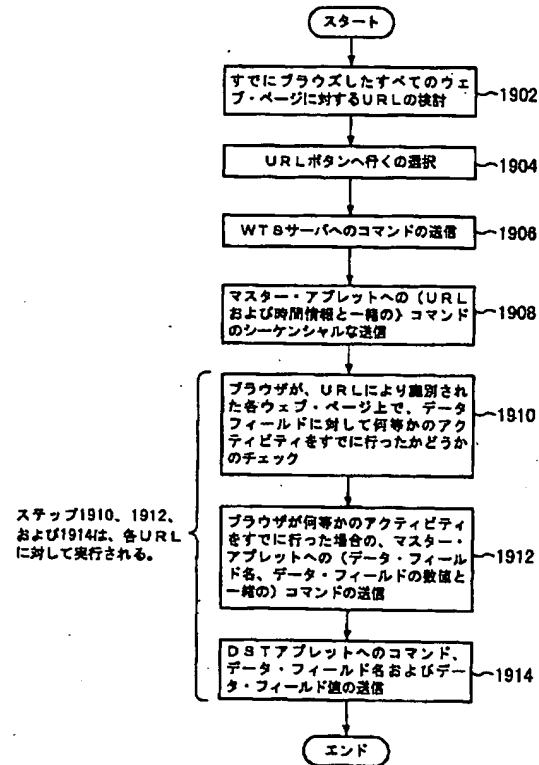 スタート
すでにブラウズしたすべてのウェ
ブ・ページに対するURLの検討
1902
URLボタンへ行くの選択
1904
WTSサーバへのコマンドの送信
1906
マスター・アプレットへの(URL
および時間情報と一緒の)コマンド
のシーケンシャルな送信
1908
ブラウザが、URLにより識別され
た各ウェブ・ページ上で、データ
フィールドに対して何等かのアク
ティビティをすでに行ったかどうか
のチェック
1910
ステップ1910、1912、
および1914は、各URL
に対して実行される。
ブラウザが何等かのアクティビティ
をすでに行った場合の、マスター・
アプレットへの(データ・フィール
ド名、データ・フィールドの数値と
一緒の)コマンドの送信
1912
DSTアプレットへのコマンド、
データ・フィールド名およびデー
タ・フィールド値の送信
1914
エンド